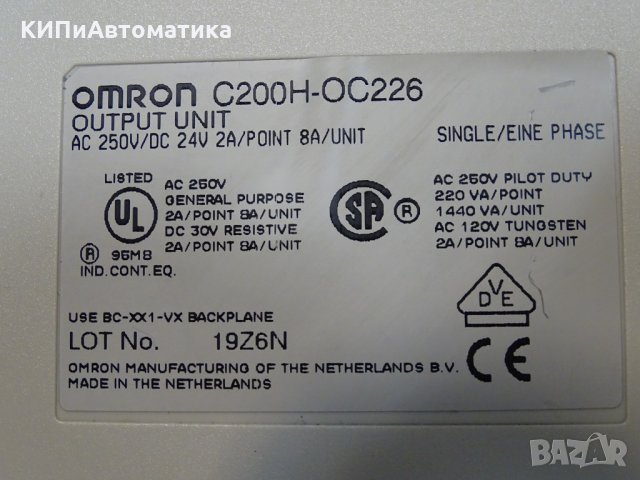 КИПиАвтоматика
OMRON C200H-OC226
OUTPUT UNIT
AC 250V/DC 24V 2A/POINT 8A/UNIT
SINGLE/EINE PHASE
LISTED
UL
®
95M8
IND.CONT.EQ.
AC 250V
GENERAL PURPOSE
2A/POINT 8A/UNIT
DC 30V RESISTIVE
2A/POINT 8A/UNIT
SA ®
AC 250V PILOT DUTY
220 VA/POINT
1440 VA/UNIT
AC 120V TUNGSTEN
2A/POINT 8A/UNIT
DVE
USE BC-XX1-VX BACKPLANE
LOT No. 19Z6N
CE
OMRON MANUFACTURING OF THE NETHERLANDS B.V.
MADE IN THE NETHERLANDS
BAZAR